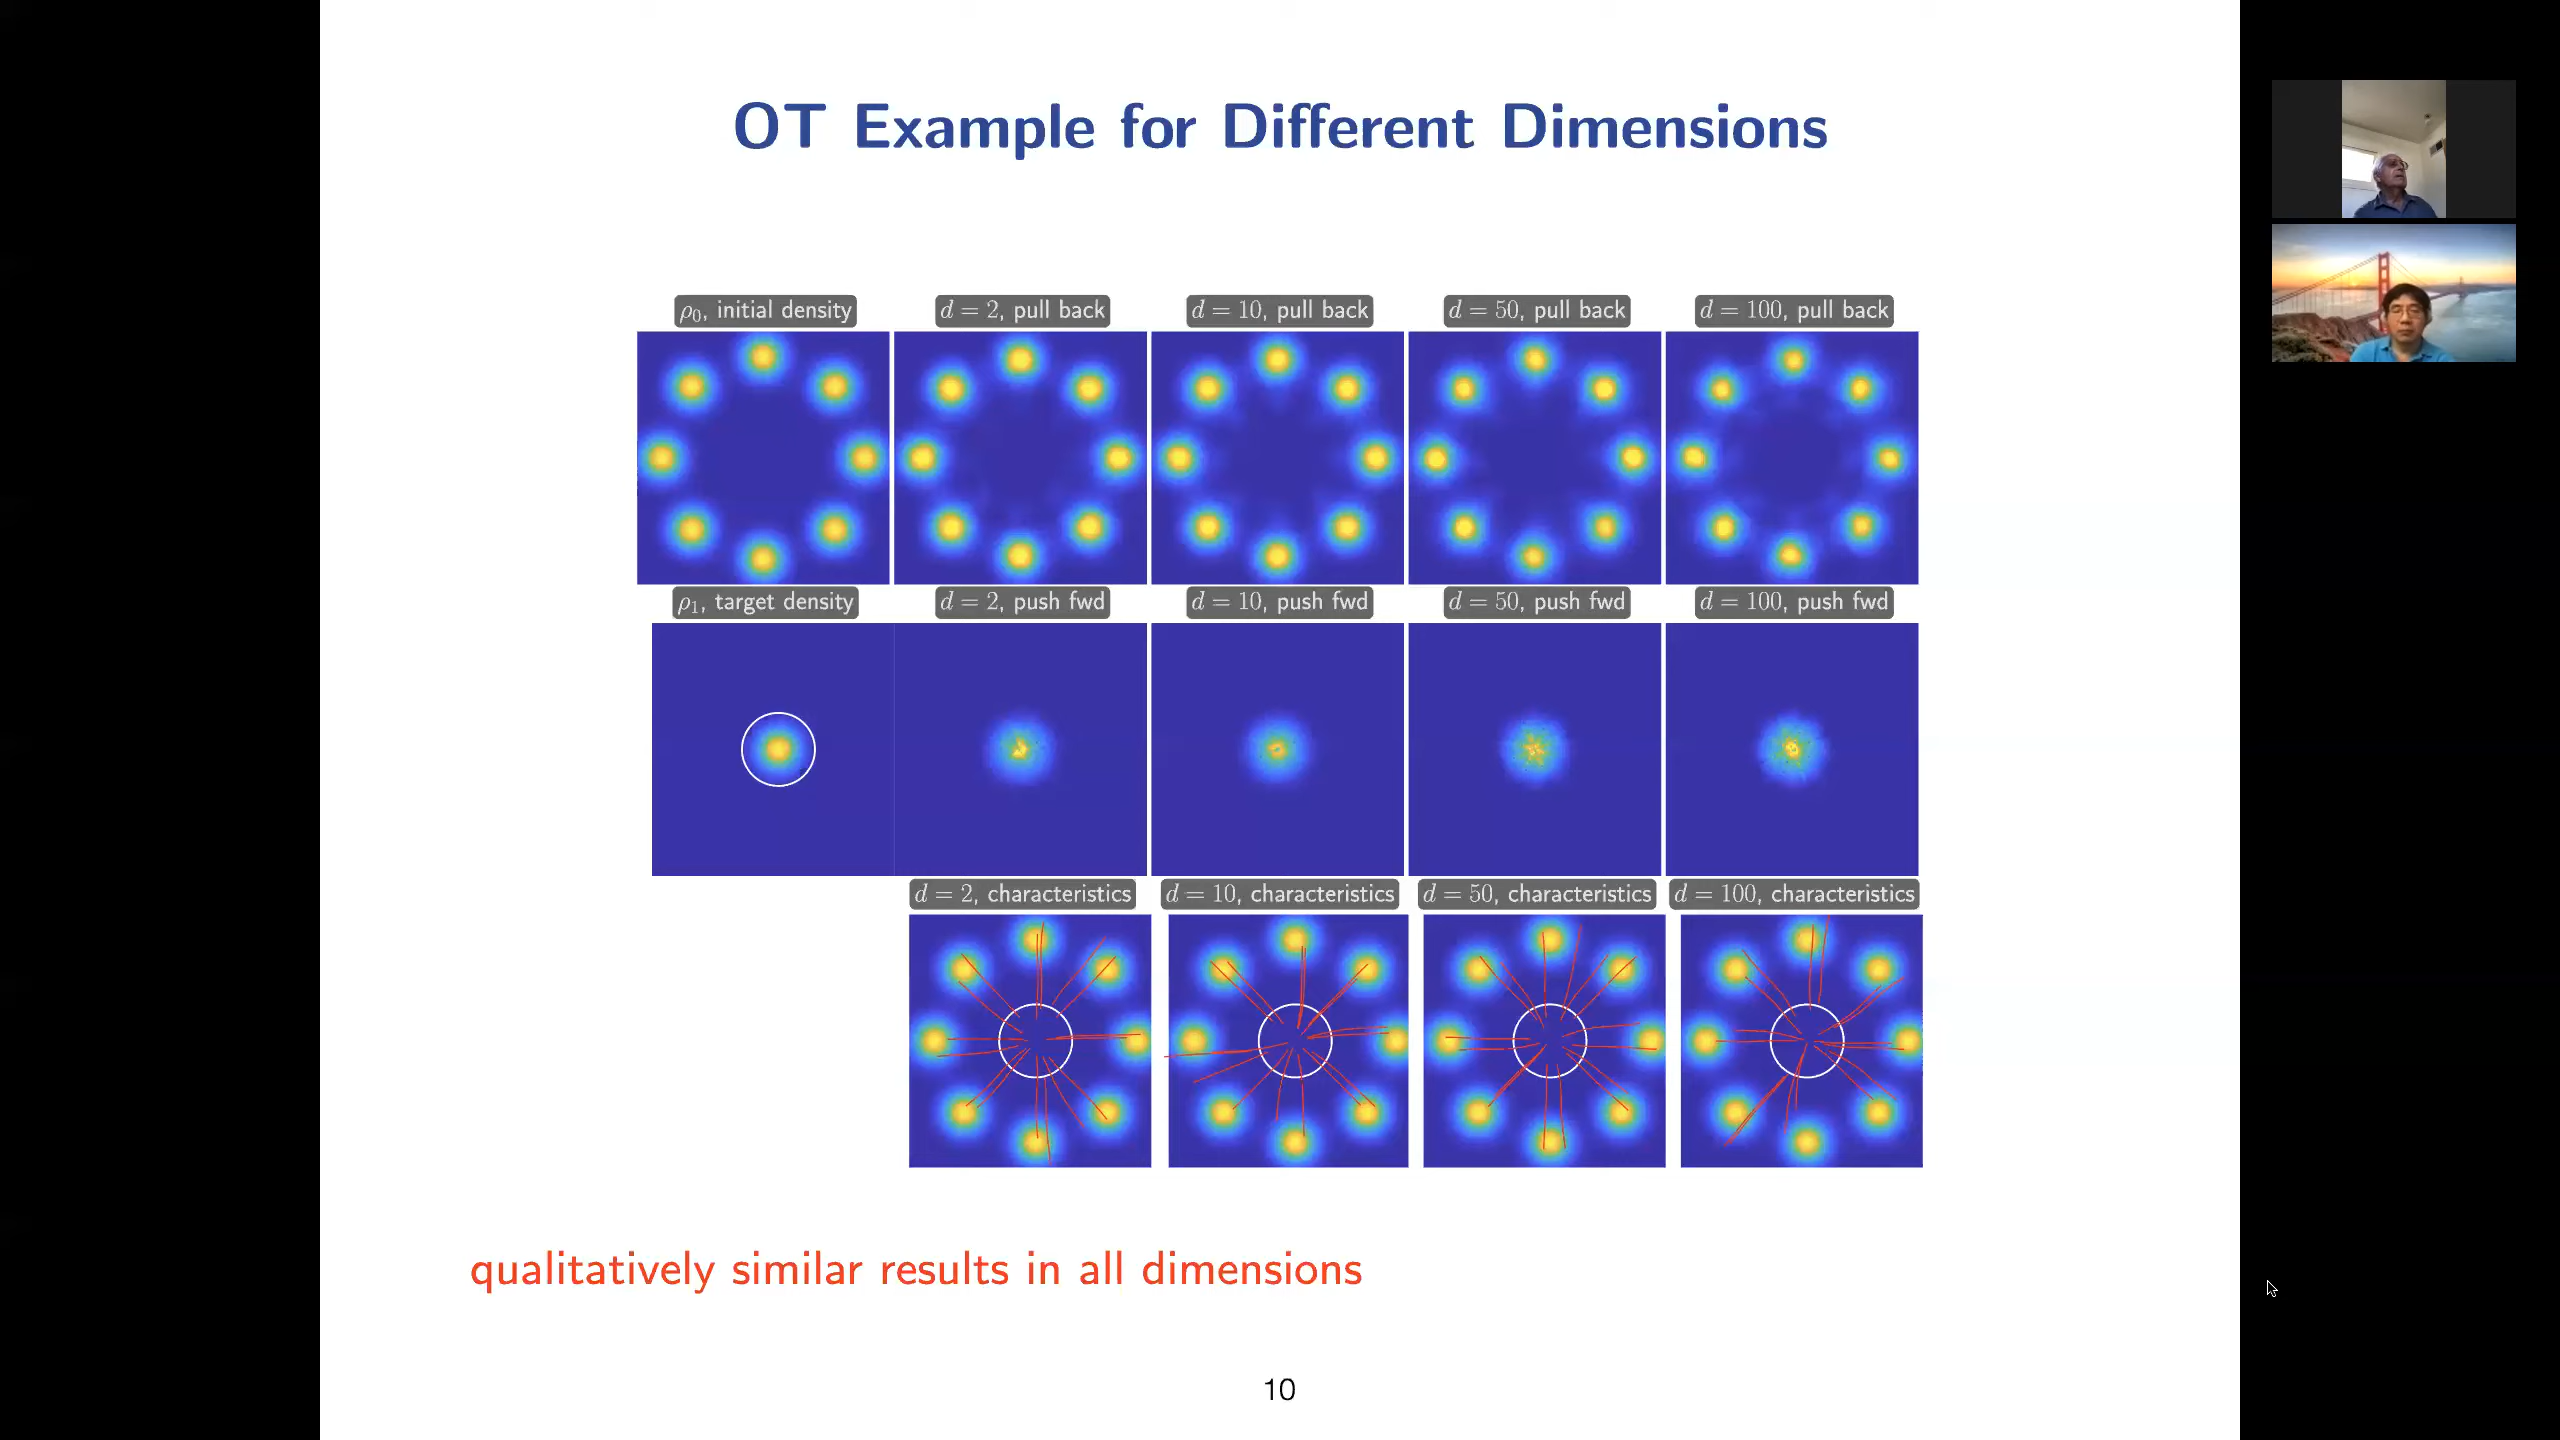 OT Example for Different Dimensions
ρ₀, initial density
d = 2, pull back
d = 10, pull back
d = 50, pull back
d = 100, pull back
ρ₁, target density
d = 2, push fwd
d = 10, push fwd
d = 50, push fwd
d = 100, push fwd
d = 2, characteristics
d = 10, characteristics
d = 50, characteristics
d = 100, characteristics
qualitatively similar results in all dimensions
10